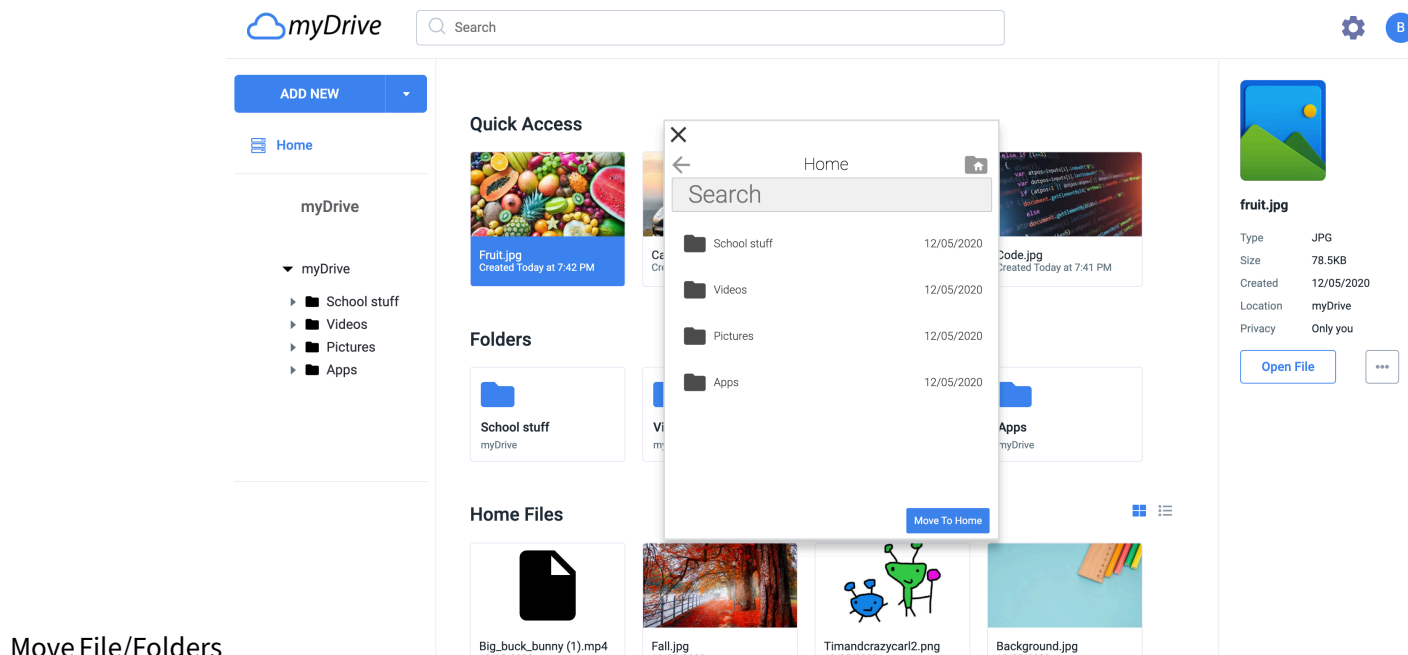 myDrive
Search
B
ADD NEW
Home
myDrive
myDrive
School stuff
Videos
Pictures
Apps
Quick Access
Fruit.jpg
Created Today at 7:42 PM
Ca
Cre
Code.jpg
Created Today at 7:41 PM
Folders
School stuff
myDrive
Vi
my
Apps
myDrive
Home Files
Big_buck_bunny (1).mp4
Fall.jpg
Timandcrazycarl2.png
Background.jpg
Home
Search
School stuff 12/05/2020
Videos 12/05/2020
Pictures 12/05/2020
Apps 12/05/2020
Move To Home
fruit.jpg
Type JPG
Size 78.5KB
Created 12/05/2020
Location myDrive
Privacy Only you
Open File
Move File/Folders